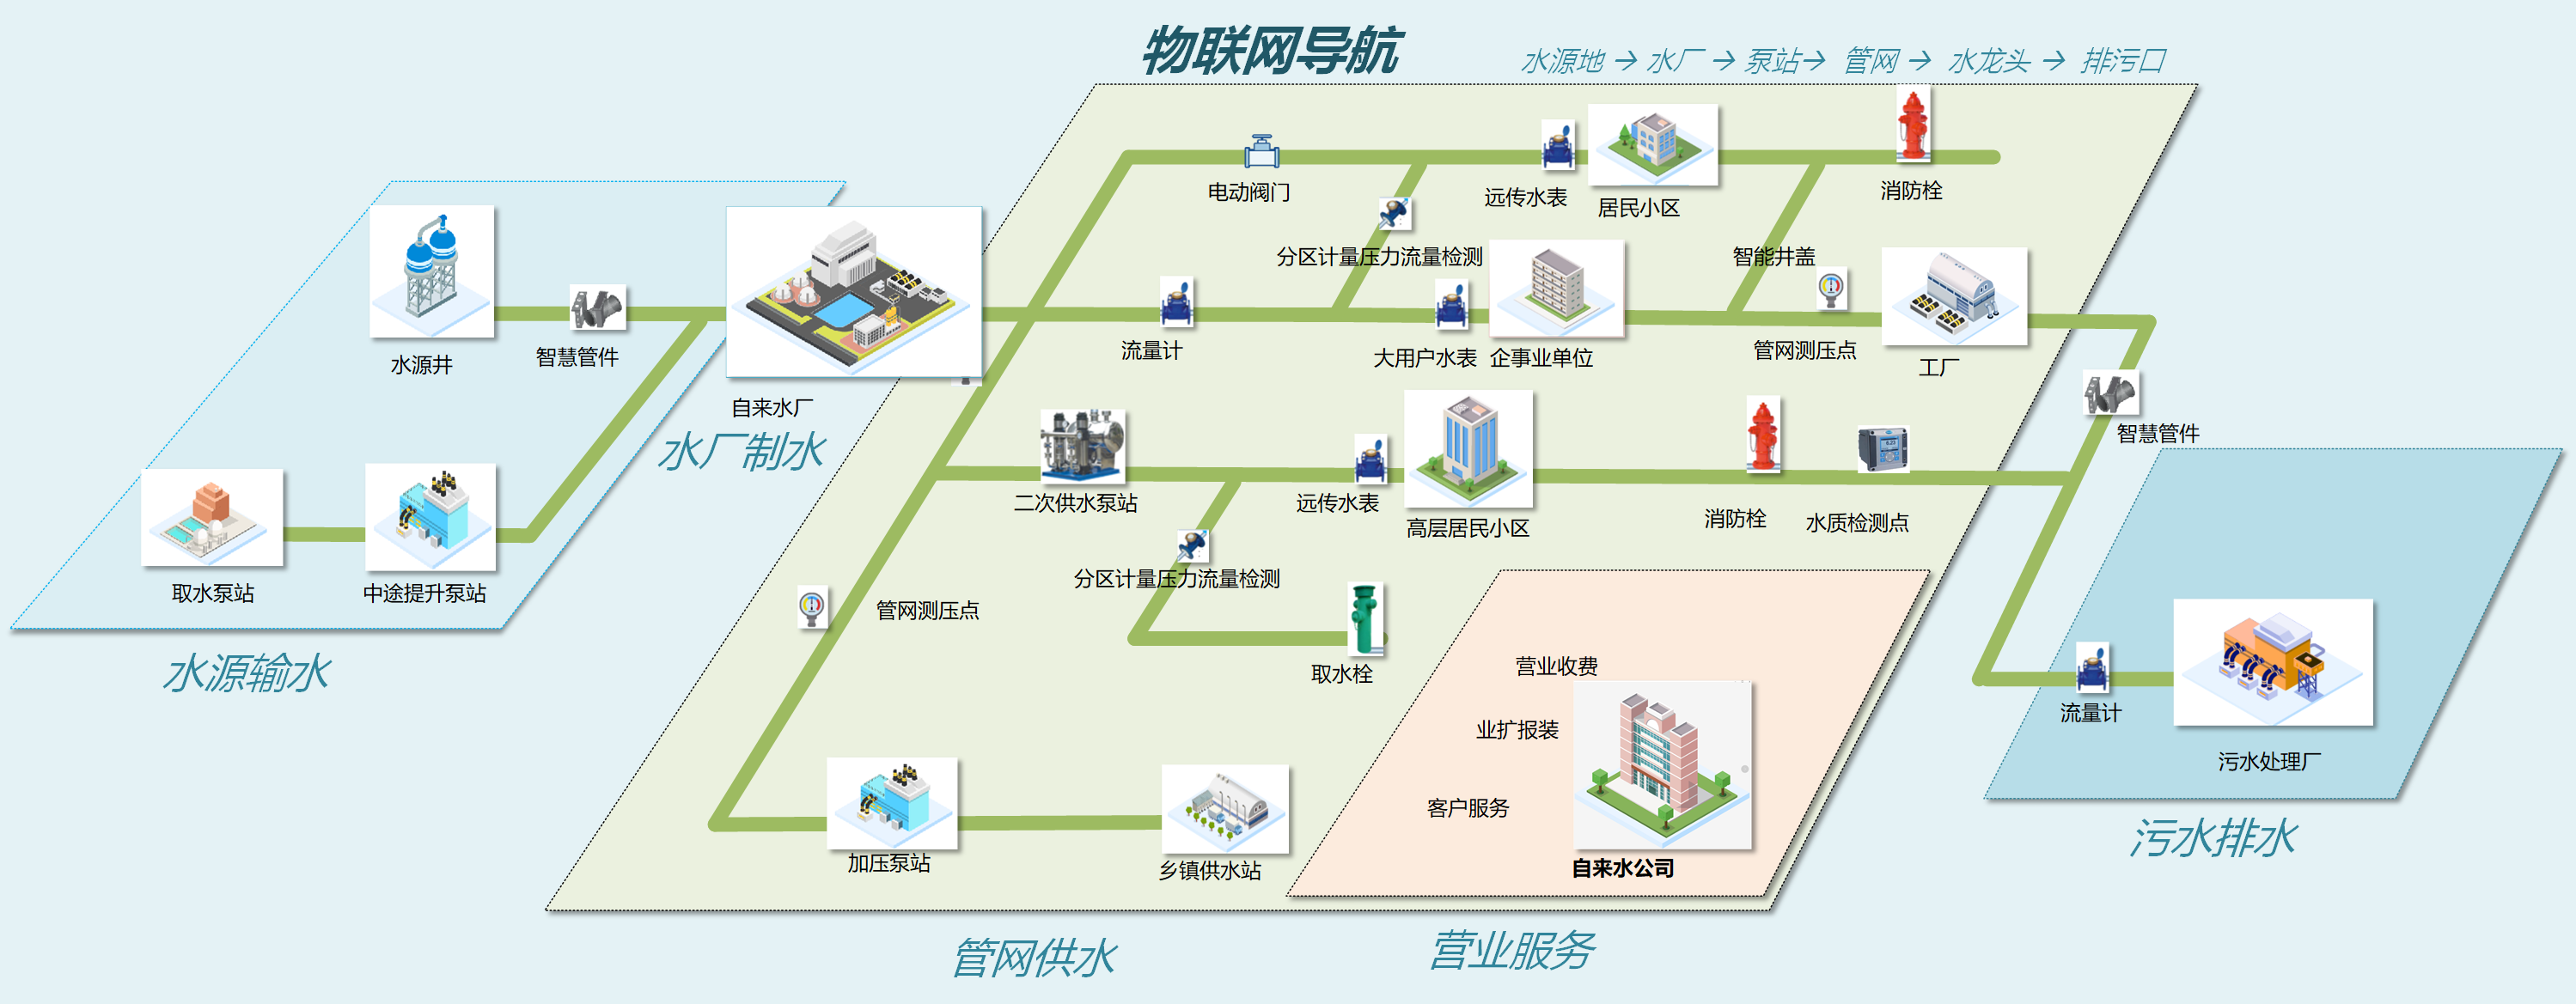 物联网导航
水源地 → 水厂 → 泵站→ 管网 → 水龙头 → 排污口
电动阀门
远传水表
居民小区
消防栓
分区计量压力流量检测
智能井盖
水源井
智慧管件
自来水厂
水厂制水
流量计
大用户水表
企事业单位
管网测压点
工厂
智慧管件
二次供水泵站
远传水表
高层居民小区
消防栓
水质检测点
取水泵站
中途提升泵站
水源输水
分区计量压力流量检测
管网测压点
取水栓
营业收费
业扩报装
客户服务
自来水公司
流量计
污水处理厂
污水排水
加压泵站
乡镇供水站
管网供水
营业服务